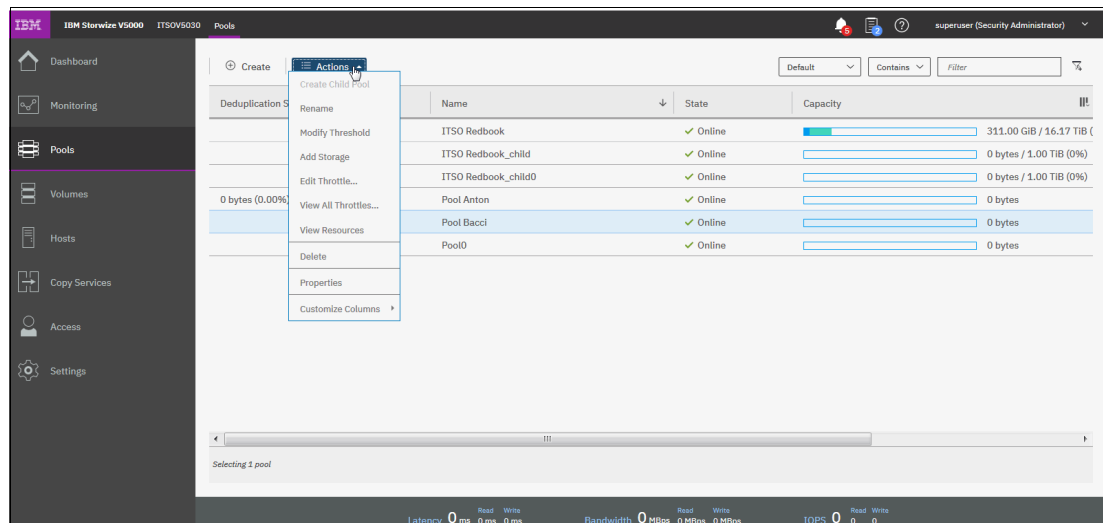 IBM IBM Storwize V5000 ITSOV5030 Pools 5 2 superuser (Security Administrator)
Dashboard
Monitoring
Pools
Volumes
Hosts
Copy Services
Access
Settings
Create Actions Default Contains Filter
Create Child Pool
Rename
Modify Threshold
Add Storage
Edit Throttle...
View All Throttles...
View Resources
Delete
Properties
Customize Columns
Deduplication S Name State Capacity
ITSO Redbook Online 311.00 GiB / 16.17 TiB (
ITSO Redbook_child Online 0 bytes / 1.00 TiB (0%)
ITSO Redbook_child0 Online 0 bytes / 1.00 TiB (0%)
0 bytes (0.00%) Pool Anton Online 0 bytes
Pool Bacci Online 0 bytes
Pool0 Online 0 bytes
Selecting 1 pool
Read Write Read Write Read Write
Latency 0 ms 0 ms 0 ms Bandwidth 0 MBps 0 MBps 0 MBps IOPS 0 0 0